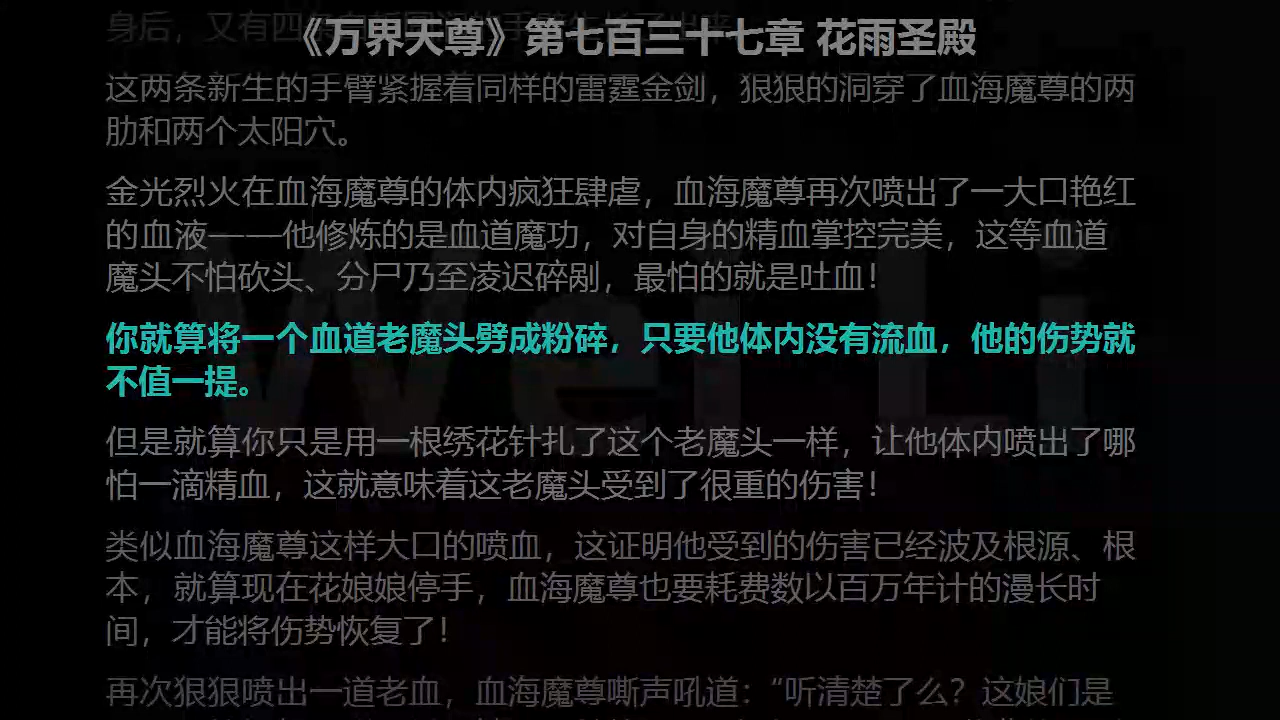 《万界天尊》第七百三十七章 花雨圣殿
这两条新生的手臂紧握着同样的雷霆金剑，狠狠的洞穿了血海魔尊的两
肋和两个太阳穴。
金光烈火在血海魔尊的体内疯狂肆虐，血海魔尊再次喷出了一大口艳红
的血液——他修炼的是血道魔功，对自身的精血掌控完美，这等血道
魔头不怕砍头、分尸乃至凌迟碎剐，最怕的就是吐血！
你就算将一个血道老魔头劈成粉碎，只要他体内没有流血，他的伤势就
不值一提。
但是就算你只是用一根绣花针扎了这个老魔头一样，让他体内喷出了哪
怕一滴精血，这就意味着这老魔头受到了很重的伤害！
类似血海魔尊这样大口的喷血，这证明他受到的伤害已经波及根源、根
本，就算现在花娘娘停手，血海魔尊也要耗费数以百万年计的漫长时
间，才能将伤势恢复了！
再次狠狠喷出一道老血，血海魔尊嘶声吼道：“听清楚了么？这娘们是
Wei Li